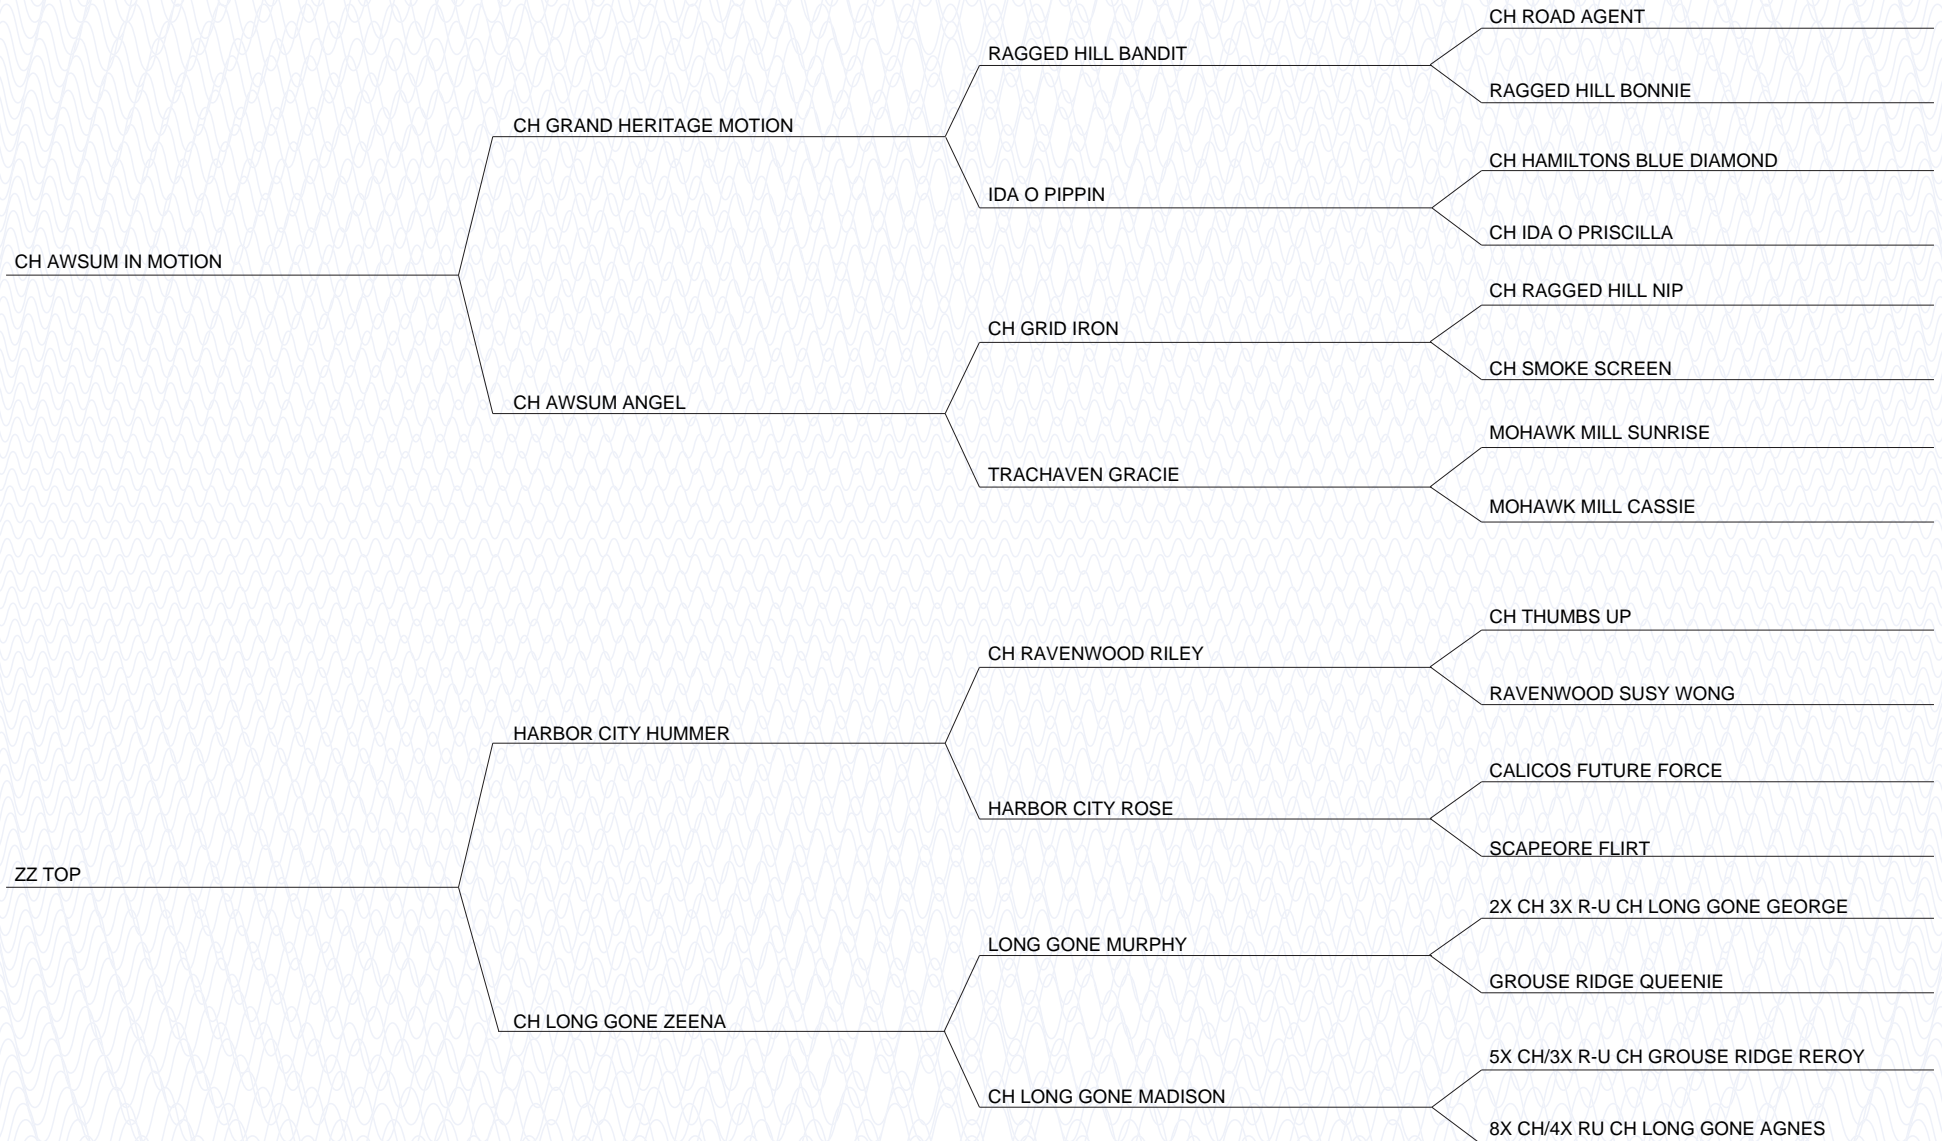 CH ROAD AGENT
RAGGED HILL BANDIT
RAGGED HILL BONNIE
CH GRAND HERITAGE MOTION
CH HAMILTONS BLUE DIAMOND
IDA O PIPPIN
CH IDA O PRISCILLA
CH AWSUM IN MOTION
CH RAGGED HILL NIP
CH GRID IRON
CH SMOKE SCREEN
CH AWSUM ANGEL
MOHAWK MILL SUNRISE
TRACHAVEN GRACIE
MOHAWK MILL CASSIE
CH THUMBS UP
CH RAVENWOOD RILEY
RAVENWOOD SUSY WONG
HARBOR CITY HUMMER
CALICOS FUTURE FORCE
HARBOR CITY ROSE
SCAPEORE FLIRT
ZZ TOP
2X CH 3X R-U CH LONG GONE GEORGE
LONG GONE MURPHY
GROUSE RIDGE QUEENIE
CH LONG GONE ZEENA
5X CH/3X R-U CH GROUSE RIDGE REROY
CH LONG GONE MADISON
8X CH/4X RU CH LONG GONE AGNES